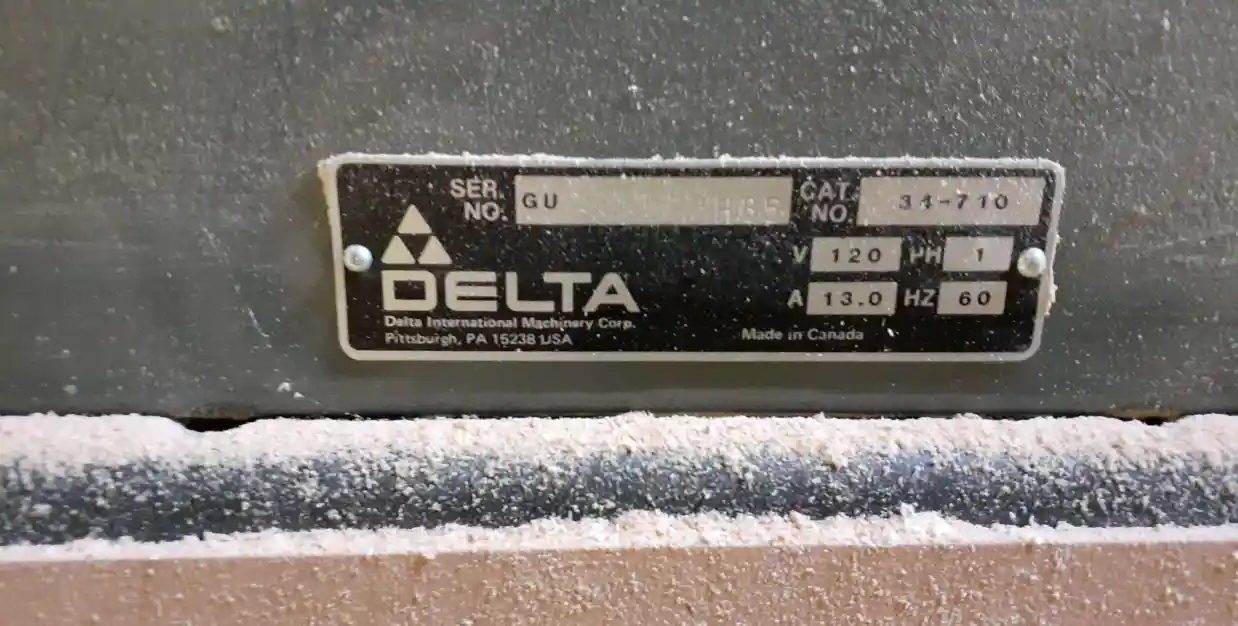 SER. NO. GU
CAT. NO. 34-710
V 120 PH 1
A 13.0 HZ 60
DELTA
Delta International Machinery Corp.
Pittsburgh, PA 15238 USA
Made in Canada